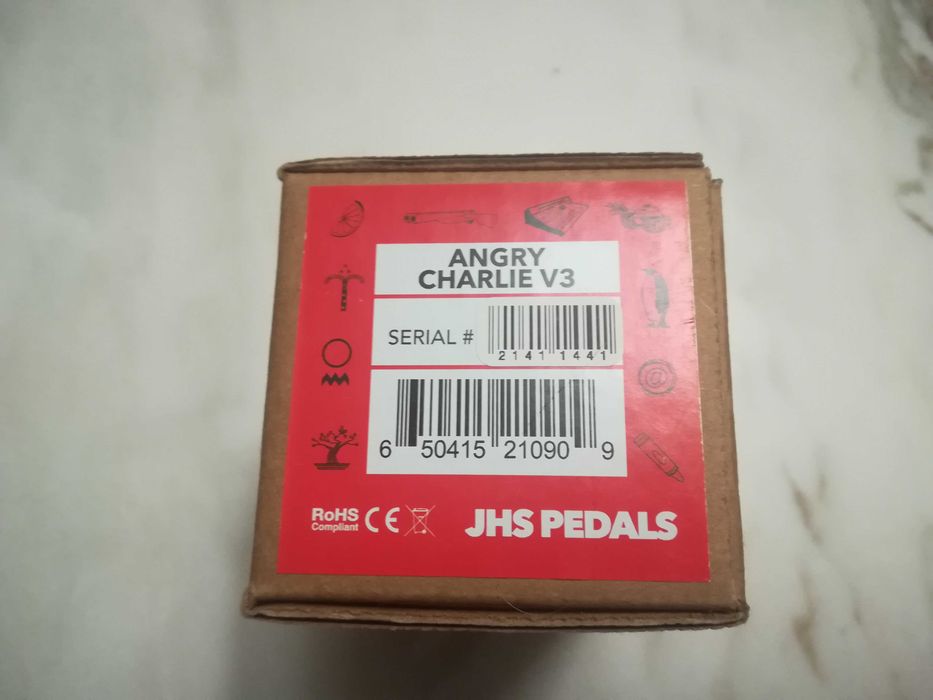 ANGRY
CHARLIE V3
SERIAL #
2141 1441
6 50415 21090 9
RoHS
Compliant
CE
JHS PEDALS